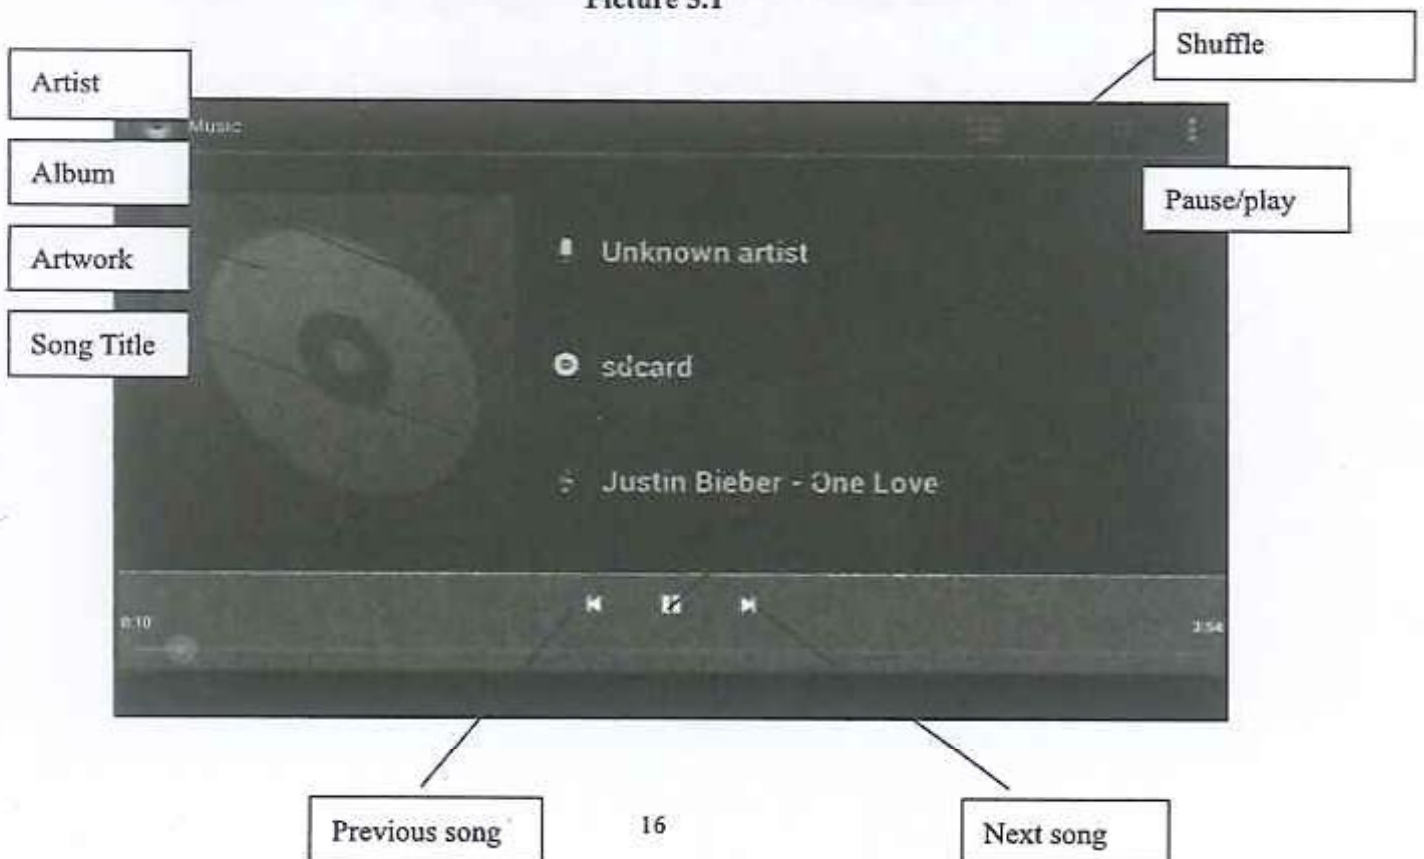 Picture 3.1
Shuffle
Artist
Music
Album
Pause/play
Unknown artist
Artwork
Song Title
sdcard
Justin Bieber - One Love
0:10
3:54
Previous song
16
Next song